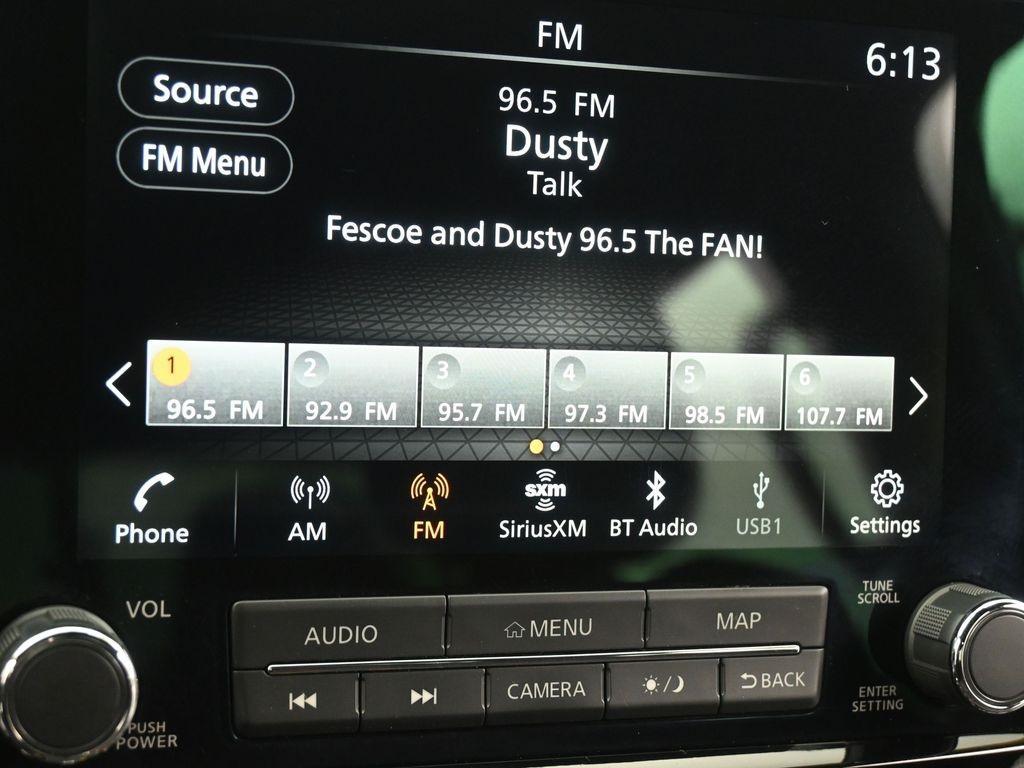 FM
6:13
Source
FM Menu
96.5 FM
Dusty
Talk
Fescoe and Dusty 96.5 The FAN!
1 2 3 4 5 6
96.5 FM 92.9 FM 95.7 FM 97.3 FM 98.5 FM 107.7 FM
sxm
Phone AM FM SiriusXM BT Audio USB1 Settings
VOL
TUNE
SCROLL
AUDIO MENU MAP
CAMERA BACK
PUSH
POWER
ENTER
SETTING